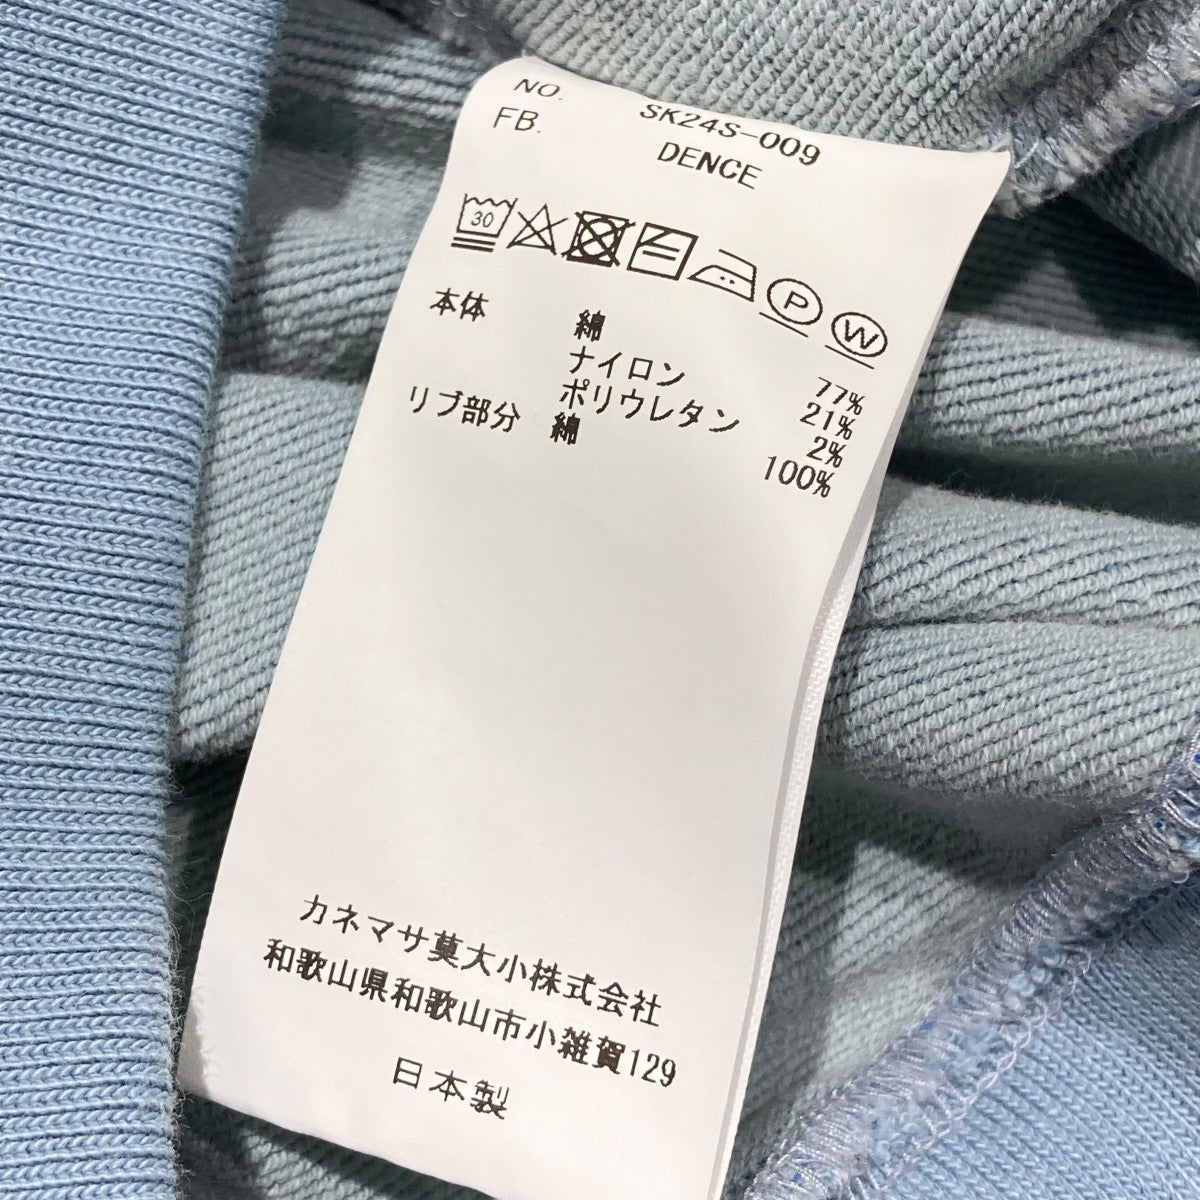 NO. SK24S-009
FB. DENCE
30
P W
本体 綿 77%
ナイロン 21%
ポリウレタン 2%
リブ部分 綿 100%
カネマサ莫大小株式会社
和歌山県和歌山市小雑賀129
日本製